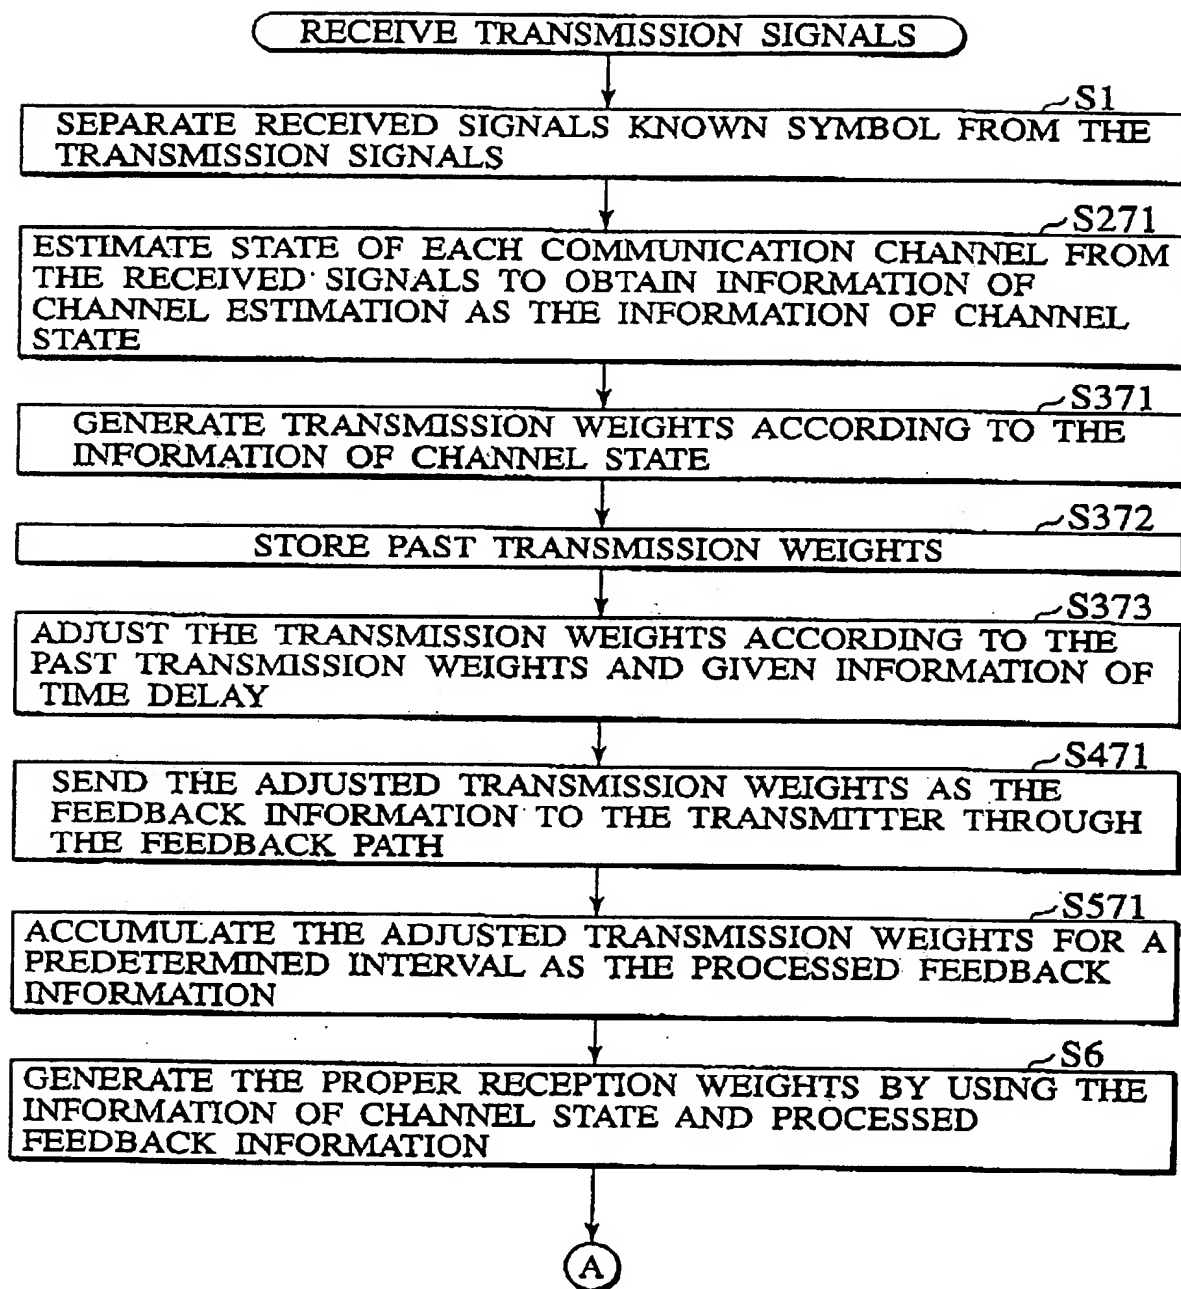 RECEIVE TRANSMISSION SIGNALS
S1
SEPARATE RECEIVED SIGNALS KNOWN SYMBOL FROM THE
TRANSMISSION SIGNALS
S271
ESTIMATE STATE OF EACH COMMUNICATION CHANNEL FROM
THE RECEIVED SIGNALS TO OBTAIN INFORMATION OF
CHANNEL ESTIMATION AS THE INFORMATION OF CHANNEL
STATE
S371
GENERATE TRANSMISSION WEIGHTS ACCORDING TO THE
INFORMATION OF CHANNEL STATE
S372
STORE PAST TRANSMISSION WEIGHTS
S373
ADJUST THE TRANSMISSION WEIGHTS ACCORDING TO THE
PAST TRANSMISSION WEIGHTS AND GIVEN INFORMATION OF
TIME DELAY
S471
SEND THE ADJUSTED TRANSMISSION WEIGHTS AS THE
FEEDBACK INFORMATION TO THE TRANSMITTER THROUGH
THE FEEDBACK PATH
S571
ACCUMULATE THE ADJUSTED TRANSMISSION WEIGHTS FOR A
PREDETERMINED INTERVAL AS THE PROCESSED FEEDBACK
INFORMATION
S6
GENERATE THE PROPER RECEPTION WEIGHTS BY USING THE
INFORMATION OF CHANNEL STATE AND PROCESSED
FEEDBACK INFORMATION
A